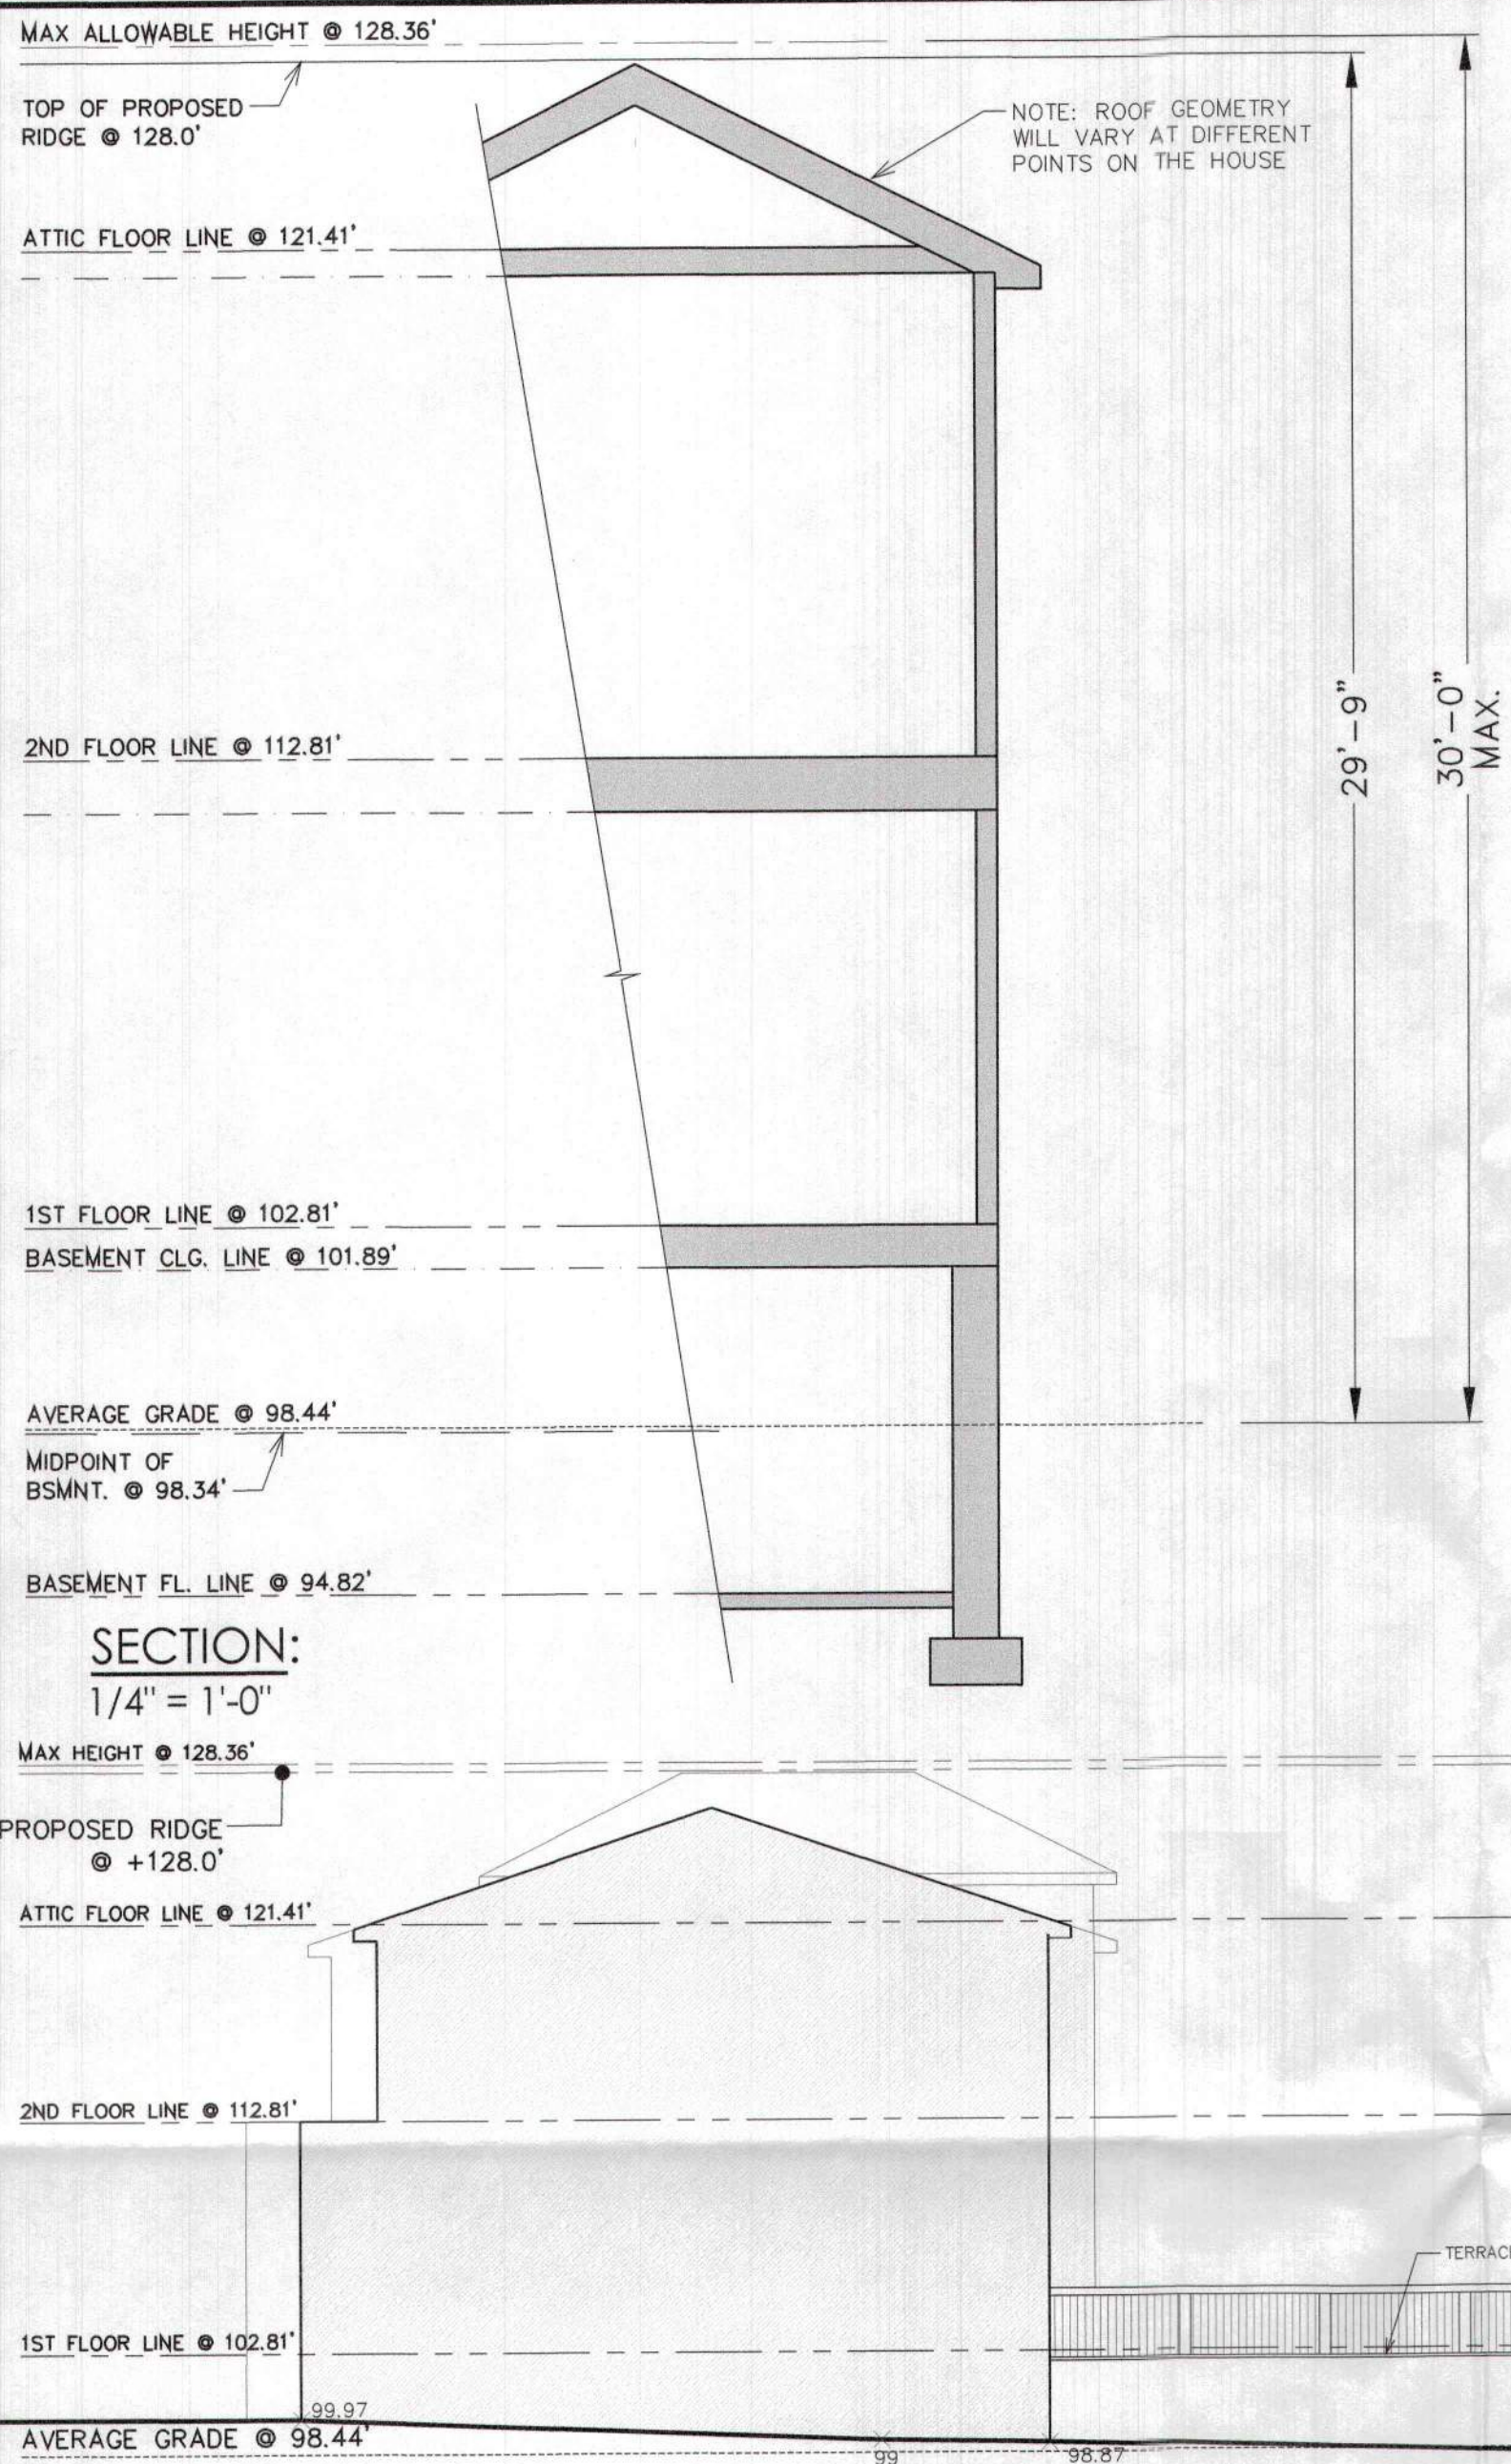 MAX ALLOWABLE HEIGHT @ 128.36'
TOP OF PROPOSED
RIDGE @ 128.0'
NOTE: ROOF GEOMETRY
WILL VARY AT DIFFERENT
POINTS ON THE HOUSE
ATTIC FLOOR LINE @ 121.41'
29'-9"
30'-0"
MAX.
2ND FLOOR LINE @ 112.81'
1ST FLOOR LINE @ 102.81'
BASEMENT CLG. LINE @ 101.89'
AVERAGE GRADE @ 98.44'
MIDPOINT OF
BSMNT. @ 98.34'
BASEMENT FL. LINE @ 94.82'
SECTION:
1/4" = 1'-0"
MAX HEIGHT @ 128.36'
PROPOSED RIDGE
@ +128.0'
ATTIC FLOOR LINE @ 121.41'
2ND FLOOR LINE @ 112.81'
1ST FLOOR LINE @ 102.81'
99.97
AVERAGE GRADE @ 98.44'
99
98.87